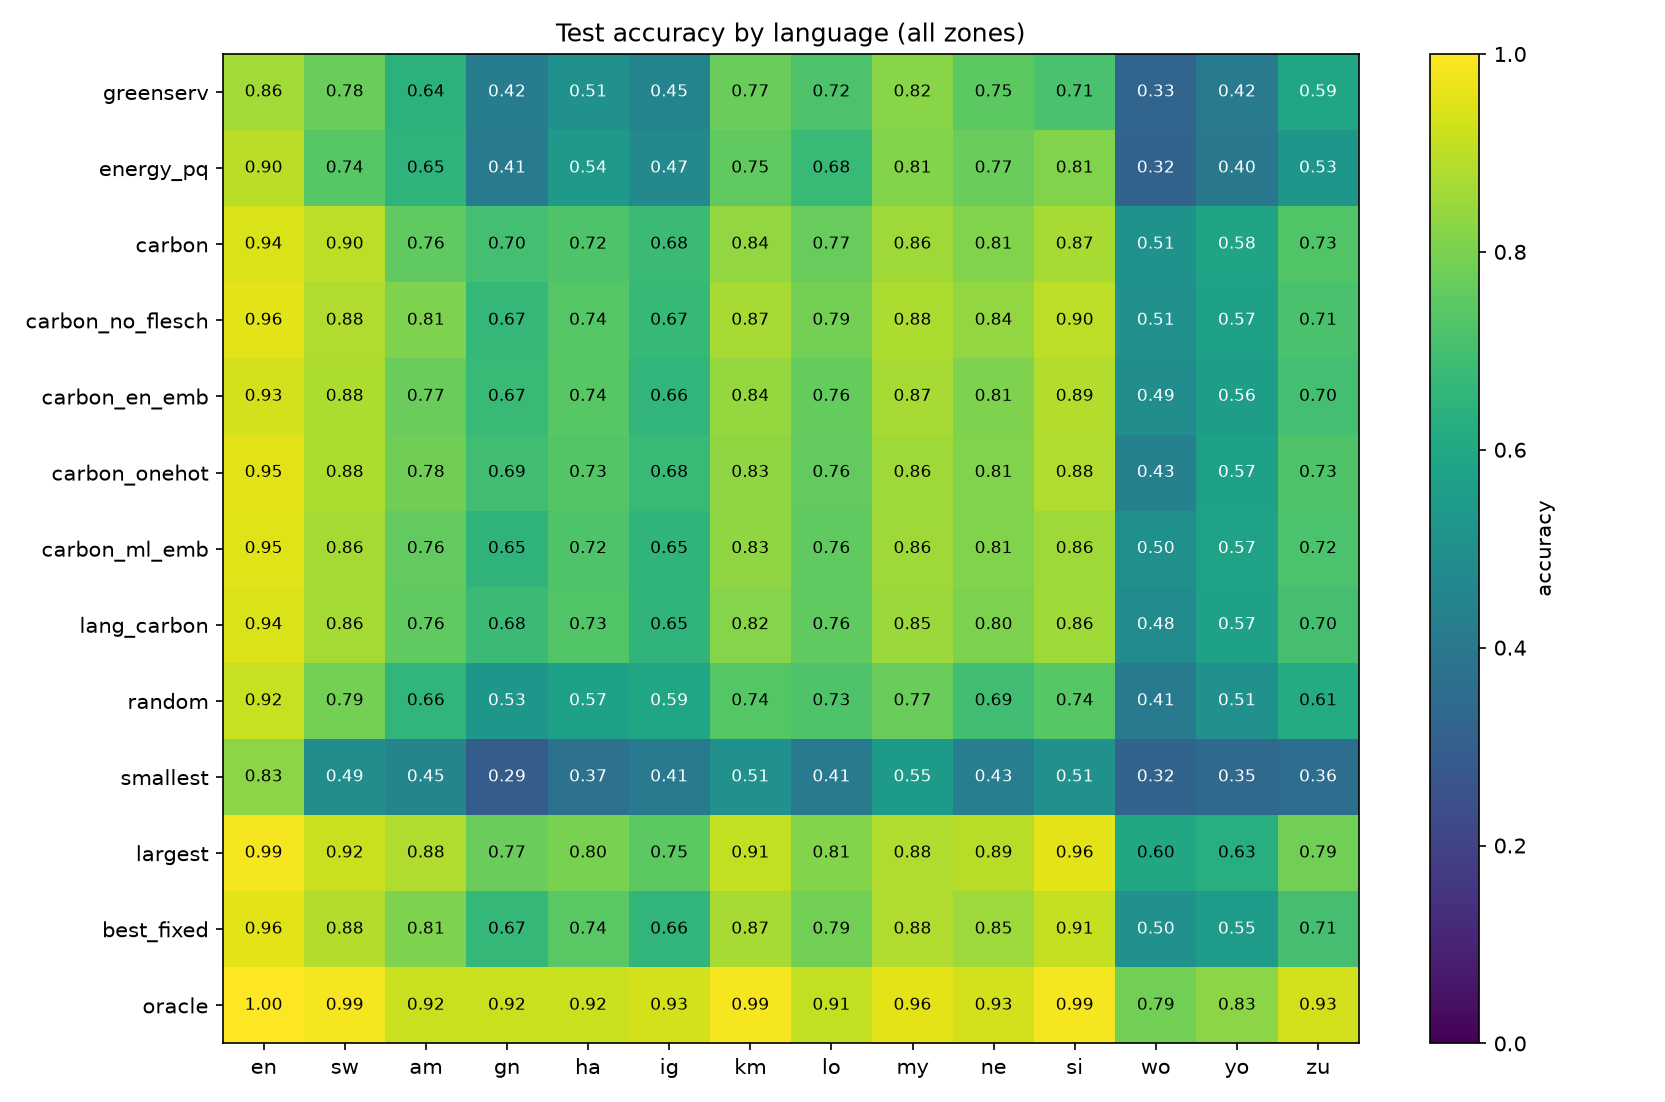 Test accuracy by language (all zones)
greenserv 0.86 0.78 0.64 0.42 0.51 0.45 0.77 0.72 0.82 0.75 0.71 0.33 0.42 0.59
energy_pq 0.90 0.74 0.65 0.41 0.54 0.47 0.75 0.68 0.81 0.77 0.81 0.32 0.40 0.53
carbon 0.94 0.90 0.76 0.70 0.72 0.68 0.84 0.77 0.86 0.81 0.87 0.51 0.58 0.73
carbon_no_flesch 0.96 0.88 0.81 0.67 0.74 0.67 0.87 0.79 0.88 0.84 0.90 0.51 0.57 0.71
carbon_en_emb 0.93 0.88 0.77 0.67 0.74 0.66 0.84 0.76 0.87 0.81 0.89 0.49 0.56 0.70
carbon_onehot 0.95 0.88 0.78 0.69 0.73 0.68 0.83 0.76 0.86 0.81 0.88 0.43 0.57 0.73
carbon_ml_emb 0.95 0.86 0.76 0.65 0.72 0.65 0.83 0.76 0.86 0.81 0.86 0.50 0.57 0.72
lang_carbon 0.94 0.86 0.76 0.68 0.73 0.65 0.82 0.76 0.85 0.80 0.86 0.48 0.57 0.70
random 0.92 0.79 0.66 0.53 0.57 0.59 0.74 0.73 0.77 0.69 0.74 0.41 0.51 0.61
smallest 0.83 0.49 0.45 0.29 0.37 0.41 0.51 0.41 0.55 0.43 0.51 0.32 0.35 0.36
largest 0.99 0.92 0.88 0.77 0.80 0.75 0.91 0.81 0.88 0.89 0.96 0.60 0.63 0.79
best_fixed 0.96 0.88 0.81 0.67 0.74 0.66 0.87 0.79 0.88 0.85 0.91 0.50 0.55 0.71
oracle 1.00 0.99 0.92 0.92 0.92 0.93 0.99 0.91 0.96 0.93 0.99 0.79 0.83 0.93
en sw am gn ha ig km lo my ne si wo yo zu
1.0
0.8
0.6
0.4
0.2
0.0
accuracy